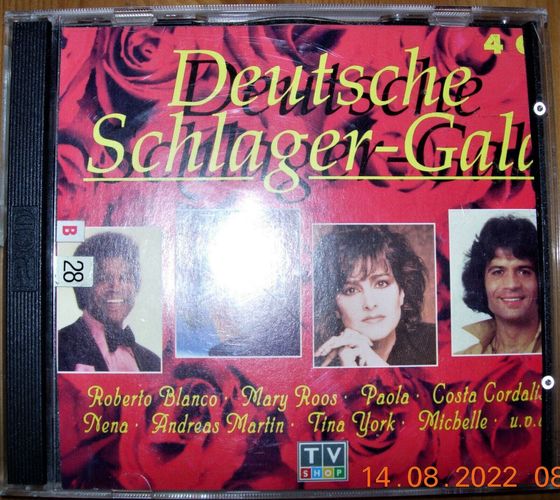 4 C
Deutsche
Schlager-Gala
B
28
Roberto Blanco · Mary Roos · Paola · Costa Cordalis
Nena · Andreas Martin · Tina York · Michelle · u.v.a
TV
SHOP
14.08.2022 09